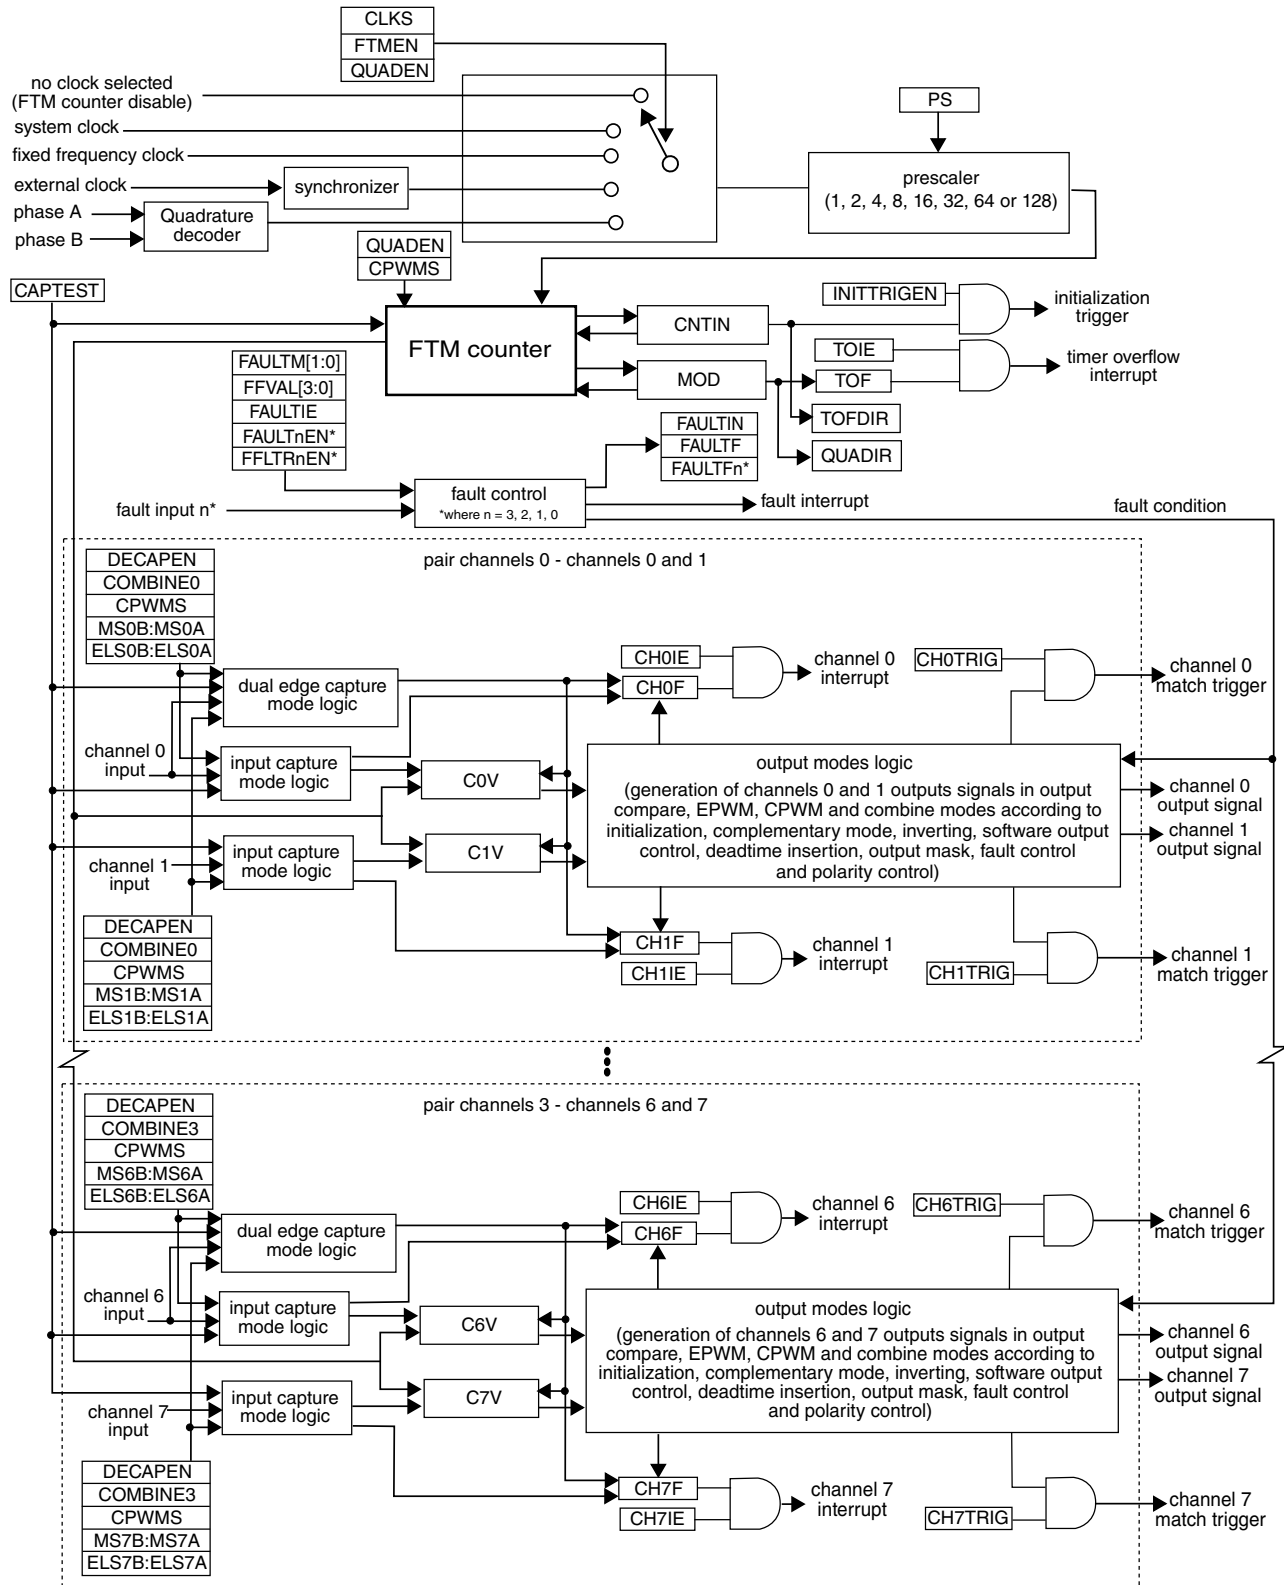 CLKS
FTMEN
QUADEN
no clock selected
(FTM counter disable)
system clock
fixed frequency clock
external clock
synchronizer
phase A
phase B
Quadrature
decoder
PS
prescaler
(1, 2, 4, 8, 16, 32, 64 or 128)
QUADEN
CPWMS
CAPTEST
FTM counter
CNTIN
MOD
INITTRIGEN
initialization
trigger
TOIE
TOF
timer overflow
interrupt
TOFDIR
QUADIR
FAULTM[1:0]
FFVAL[3:0]
FAULTIE
FAULTnEN*
FFLTRnEN*
FAULTIN
FAULTF
FAULTFn*
fault input n*
fault control
*where n = 3, 2, 1, 0
fault interrupt
fault condition
pair channels 0 - channels 0 and 1
DECAPEN
COMBINE0
CPWMS
MS0B:MS0A
ELS0B:ELS0A
dual edge capture
mode logic
CH0IE
CH0F
channel 0
interrupt
CH0TRIG
channel 0
match trigger
channel 0
input
input capture
mode logic
C0V
output modes logic
(generation of channels 0 and 1 outputs signals in output
compare, EPWM, CPWM and combine modes according to
initialization, complementary mode, inverting, software output
control, deadtime insertion, output mask, fault control
and polarity control)
channel 0
output signal
channel 1
output signal
channel 1
input
input capture
mode logic
C1V
DECAPEN
COMBINE0
CPWMS
MS1B:MS1A
ELS1B:ELS1A
CH1F
CH1IE
channel 1
interrupt
CH1TRIG
channel 1
match trigger
pair channels 3 - channels 6 and 7
DECAPEN
COMBINE3
CPWMS
MS6B:MS6A
ELS6B:ELS6A
dual edge capture
mode logic
CH6IE
CH6F
channel 6
interrupt
CH6TRIG
channel 6
match trigger
channel 6
input
input capture
mode logic
C6V
output modes logic
(generation of channels 6 and 7 outputs signals in output
compare, EPWM, CPWM and combine modes according to
initialization, complementary mode, inverting, software output
control, deadtime insertion, output mask, fault control
and polarity control)
channel 6
output signal
channel 7
output signal
channel 7
input
input capture
mode logic
C7V
DECAPEN
COMBINE3
CPWMS
MS7B:MS7A
ELS7B:ELS7A
CH7F
CH7IE
channel 7
interrupt
CH7TRIG
channel 7
match trigger